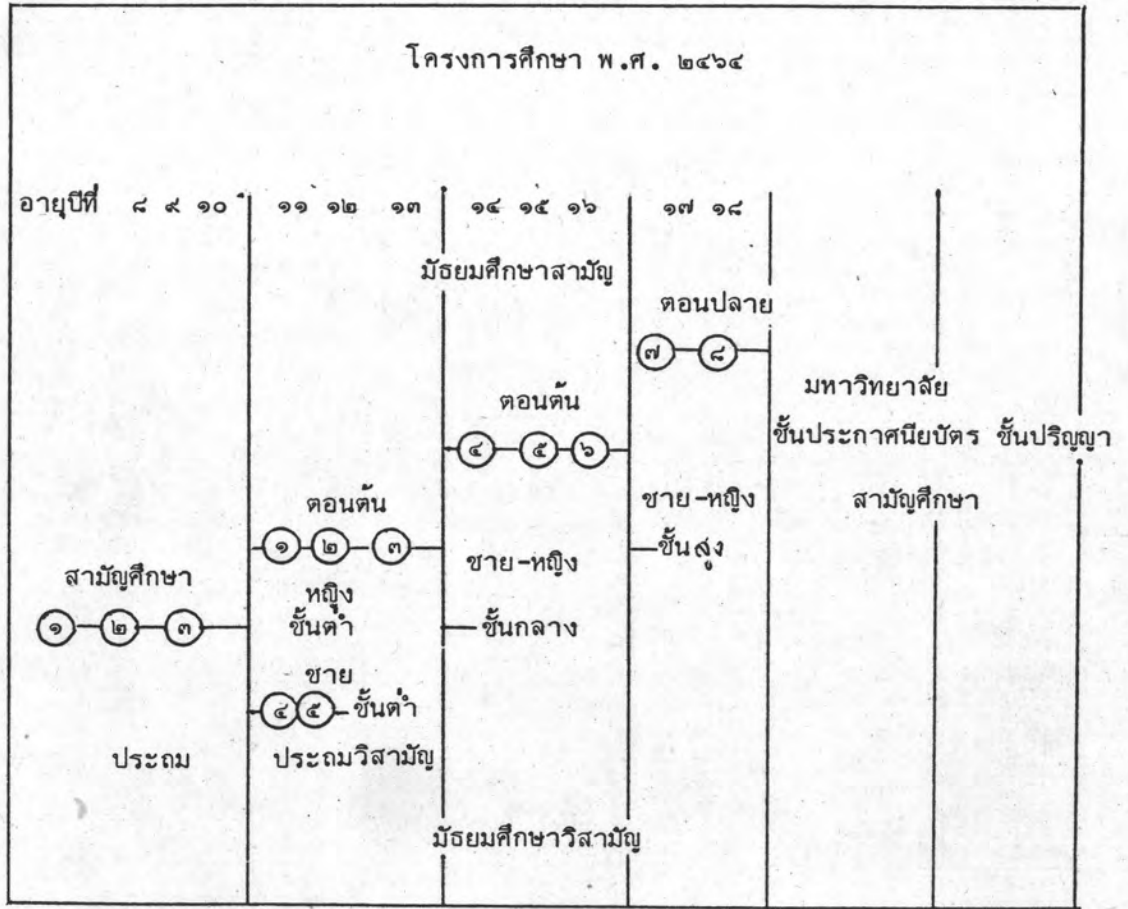 โครงการศึกษา พ.ศ. ๒๔๖๔
อายุปีที่ ๘ ๙ ๑๐ ๑๑ ๑๒ ๑๓ ๑๔ ๑๕ ๑๖ ๑๗ ๑๘
มัธยมศึกษาสามัญ
ตอนปลาย
๗ ๘
มหาวิทยาลัย
ตอนต้น
ชั้นประกาศนียบัตร ชั้นปริญญา
๔ ๕ ๖
ชาย-หญิง สามัญศึกษา
ตอนต้น
๑ ๒ ๓ ชั้นสูง
ชาย-หญิง
สามัญศึกษา
หญิง
๑ ๒ ๓ ชั้นต่ำ ชั้นกลาง
ชาย
๔ ๕ ชั้นต่ำ
ประถม ประถมวิสามัญ
มัธยมศึกษาวิสามัญ